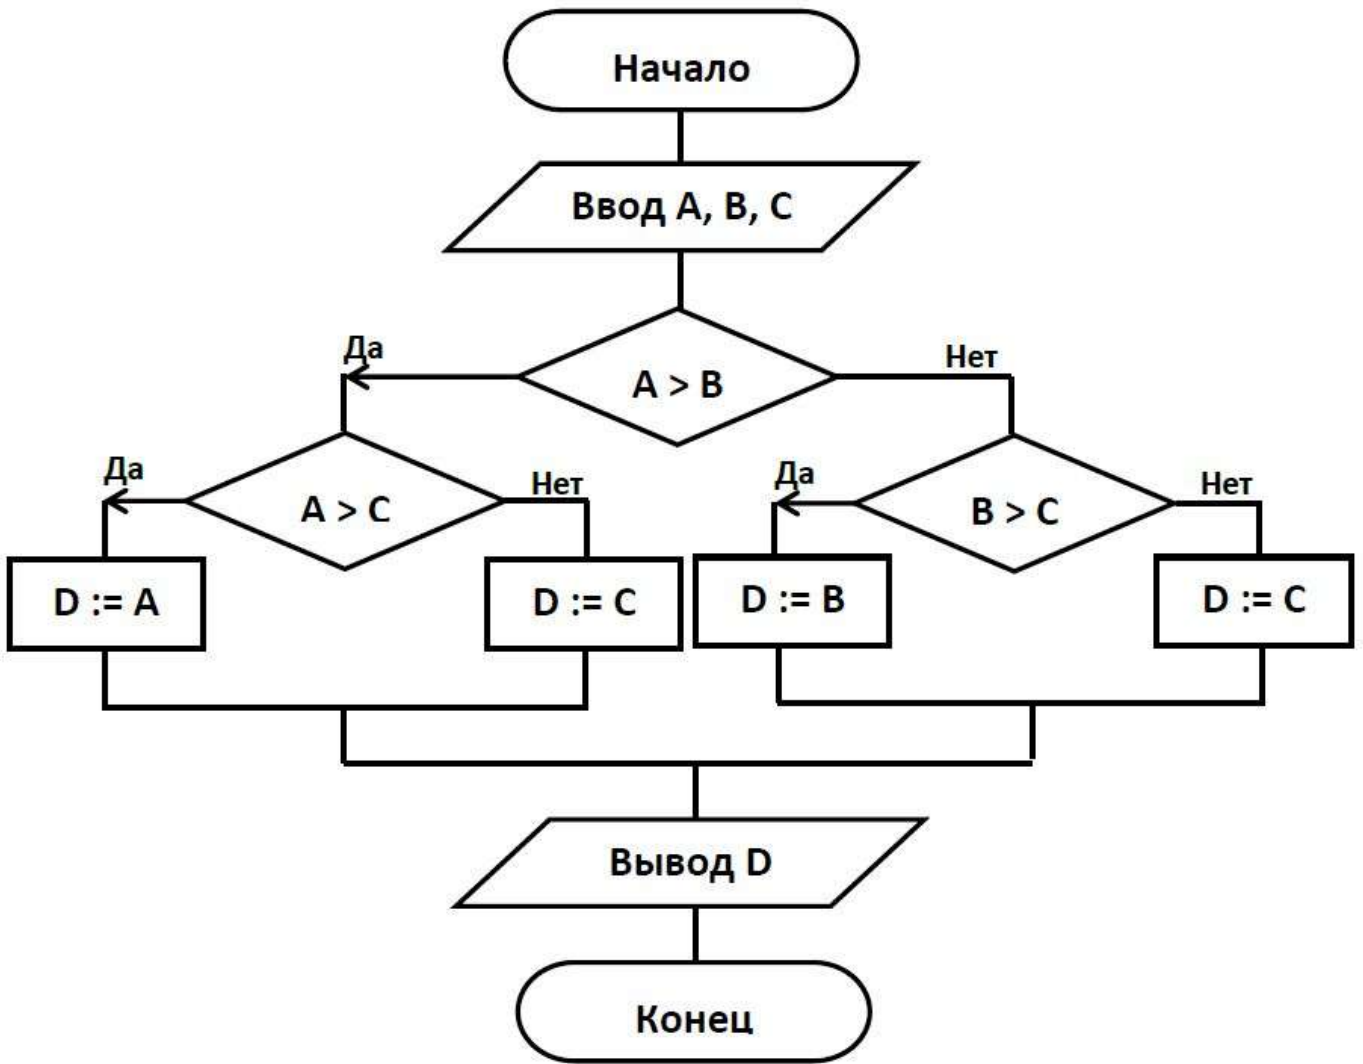 Начало
Ввод A, B, C
Да
Нет
A > B
Да
Нет
Да
Нет
A > C
B > C
D := A
D := C
D := B
D := C
Вывод D
Конец